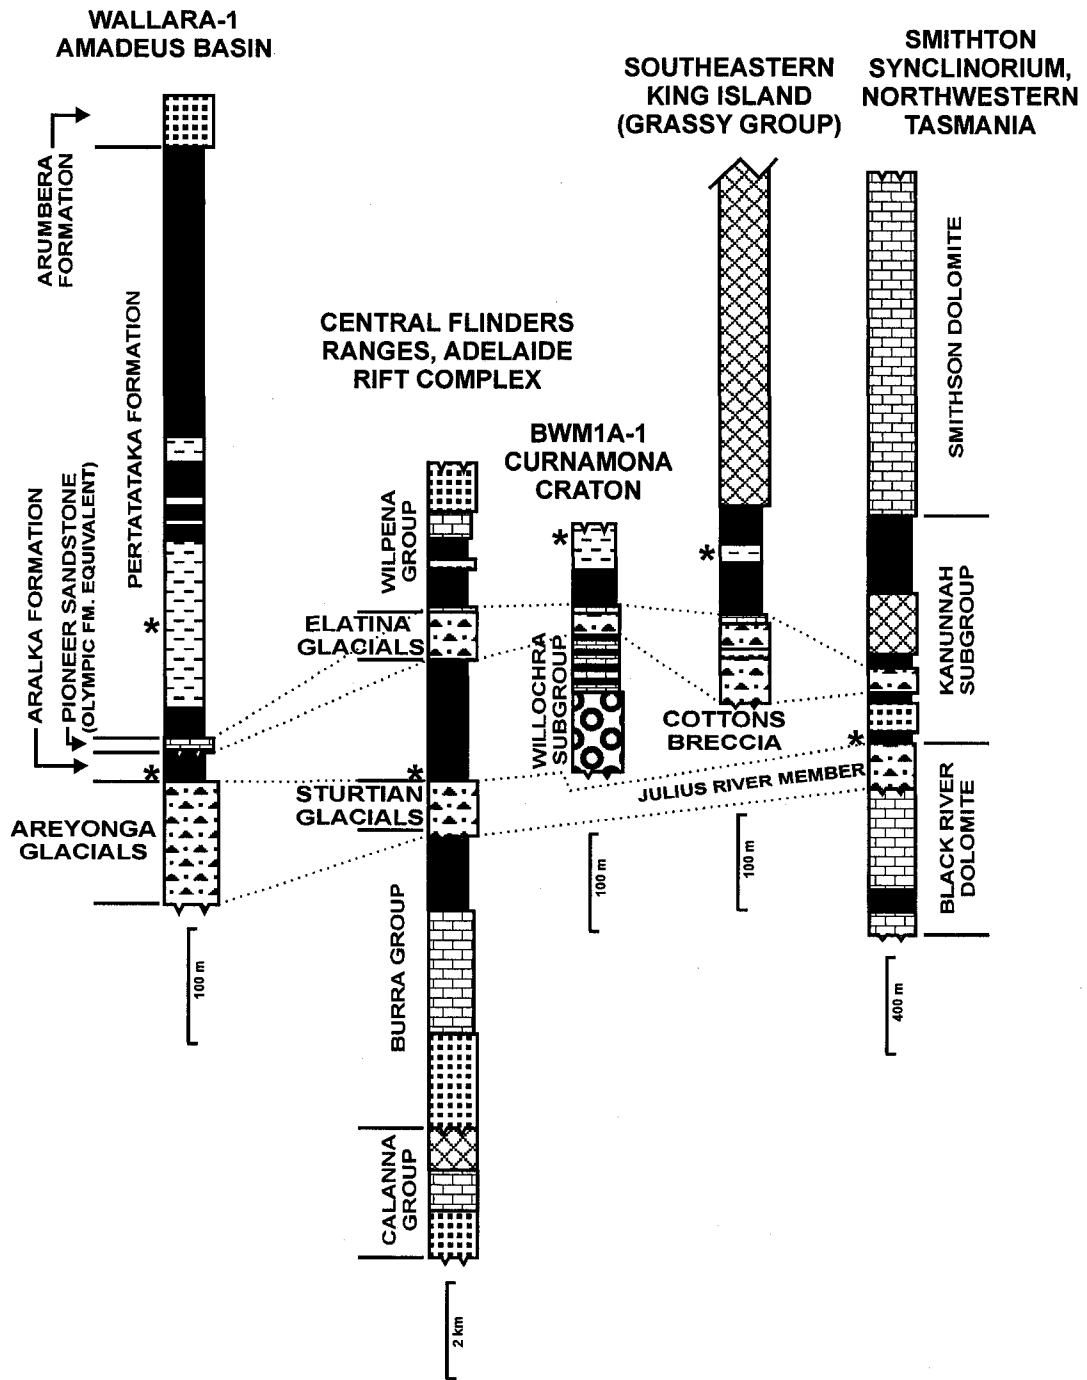 WALLARA-1
AMADEUS BASIN
ARUMBERA
FORMATION
PERTATATAKA FORMATION
ARALKA FORMATION
PIONEER SANDSTONE
(OLYMPIC FM. EQUIVALENT)
AREYONGA
GLACIALS
100 m
CENTRAL FLINDERS
RANGES, ADELAIDE
RIFT COMPLEX
WILPENA
GROUP
ELATINA
GLACIALS
STURTIAN
GLACIALS
BURRA GROUP
CALANNA
GROUP
2 km
BWM1A-1
CURNAMONA
CRATON
WILLOCHRA
SUBGROUP
100 m
SOUTHEASTERN
KING ISLAND
(GRASSY GROUP)
COTTONS
BRECCIA
JULIUS RIVER MEMBER
100 m
SMITHTON
SYNCLINORIUM,
NORTHWESTERN
TASMANIA
SMITHSON DOLOMITE
KANUNNAH
SUBGROUP
BLACK RIVER
DOLOMITE
400 m